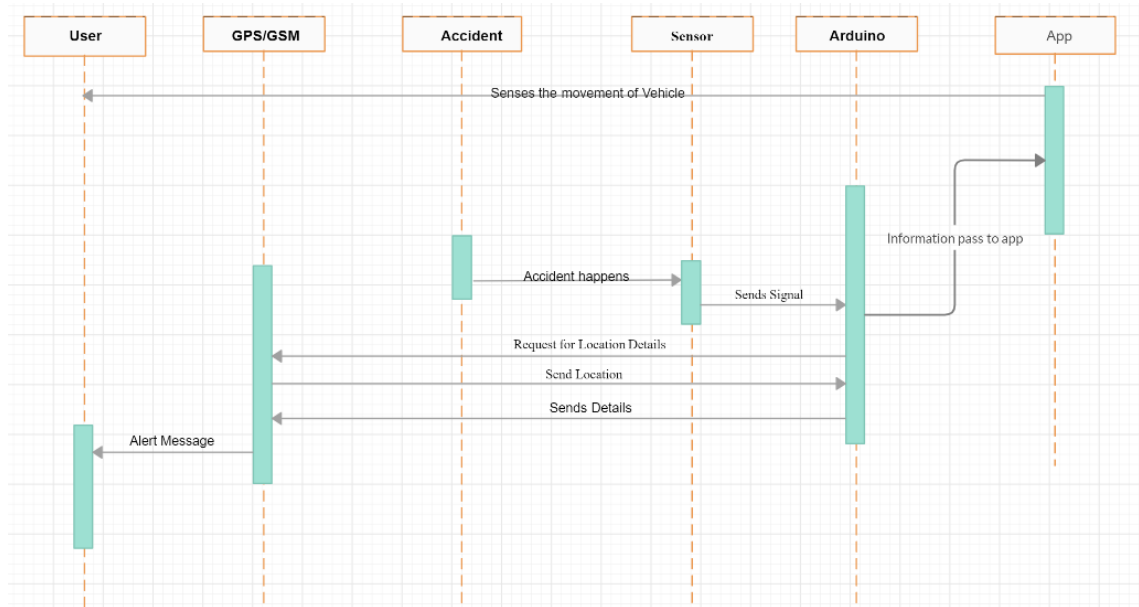 User
GPS/GSM
Accident
Sensor
Arduino
App
Senses the movement of Vehicle
Information pass to app
Accident happens
Sends Signal
Request for Location Details
Send Location
Sends Details
Alert Message